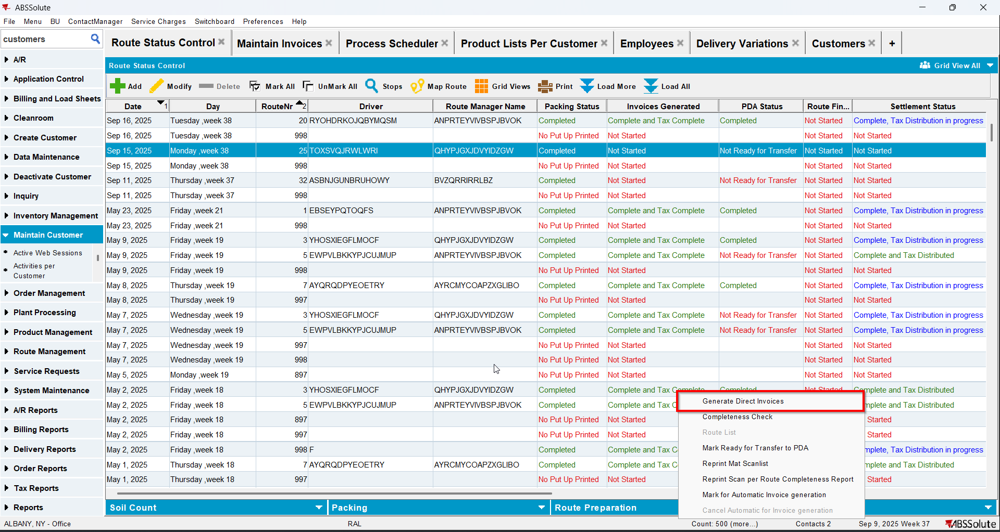 ABSSolute
File Menu BU ContactManager Service Charges Switchboard Preferences Help
customers
Route Status Control Maintain Invoices Process Scheduler Product Lists Per Customer Employees Delivery Variations Customers +
Route Status Control Grid View All
Add Modify Delete Mark All UnMark All Stops Map Route Grid Views Print Load More Load All
A/R
Application Control
Billing and Load Sheets
Cleanroom
Create Customer
Data Maintenance
Deactivate Customer
Inquiry
Inventory Management
Maintain Customer
Active Web Sessions
Activities per
Customer
Order Management
Plant Processing
Product Management
Route Management
Service Requests
System Maintenance
A/R Reports
Billing Reports
Delivery Reports
Order Reports
Tax Reports
Reports
Date 1 Day RouteNr 2 Driver Route Manager Name Packing Status Invoices Generated PDA Status Route Fin... Settlement Status
Sep 16, 2025 Tuesday ,week 38 20 RYOHDRKOJQBYMQSM ANPRTEYVIVBSPJBVOK Completed Complete and Tax Complete Completed Not Started Complete, Tax Distribution in progress
Sep 16, 2025 Tuesday ,week 38 998 No Put Up Printed Not Started Not Started Not Started
Sep 15, 2025 Monday ,week 38 25 TOXSVQJRWLWRI QHYPJGXJDVYIDZGW Completed Not Started Not Ready for Transfer Not Started Not Started
Sep 15, 2025 Monday ,week 38 998 No Put Up Printed Not Started Not Started Not Started
Sep 11, 2025 Thursday ,week 37 32 ASBNJGUNBRUHOWY BVZQRRIRRLBZ Completed Not Started Not Ready for Transfer Not Started Not Started
Sep 11, 2025 Thursday ,week 37 998 No Put Up Printed Not Started Not Started Not Started
May 23, 2025 Friday ,week 21 1 EBSEYPQTOQFS ANPRTEYVIVBSPJBVOK Completed Complete and Tax Complete Completed Not Started Complete, Tax Distribution in progress
May 23, 2025 Friday ,week 21 998 No Put Up Printed Not Started Not Started Not Started
May 9, 2025 Friday ,week 19 3 YHOSXIEGFLMOCF QHYPJGXJDVYIDZGW Completed Complete and Tax Complete Completed Not Started Complete, Tax Distribution in progress
May 9, 2025 Friday ,week 19 5 EWPVLBKKYPJCUJMUP ANPRTEYVIVBSPJBVOK Completed Complete and Tax Complete Not Ready for Transfer Not Started Complete and Tax Distributed
May 9, 2025 Friday ,week 19 998 No Put Up Printed Not Started Not Started Not Started
May 8, 2025 Thursday ,week 19 7 AYQRQDPYEOETRY AYRCMYCOAPZXGLIBO Completed Complete and Tax Complete Completed Not Started Complete, Tax Distribution in progress
May 8, 2025 Thursday ,week 19 997 No Put Up Printed Not Started Not Started Not Started
May 7, 2025 Wednesday ,week 19 3 YHOSXIEGFLMOCF QHYPJGXJDVYIDZGW Completed Complete and Tax Complete Not Ready for Transfer Not Started Complete, Tax Distribution in progress
May 7, 2025 Wednesday ,week 19 5 EWPVLBKKYPJCUJMUP ANPRTEYVIVBSPJBVOK Completed Complete and Tax Complete Not Ready for Transfer Not Started Complete, Tax Distribution in progress
May 7, 2025 Wednesday ,week 19 997 No Put Up Printed Not Started Not Started Not Started
May 7, 2025 Wednesday ,week 19 998 No Put Up Printed Not Started Not Started Not Started
May 5, 2025 Monday ,week 19 897 No Put Up Printed Not Started Not Started Not Started
May 2, 2025 Friday ,week 18 3 YHOSXIEGFLMOCF QHYPJGXJDVYIDZGW Completed Complete and Tax Complete Completed Not Started Complete and Tax Distributed
May 2, 2025 Friday ,week 18 5 EWPVLBKKYPJCUJMUP ANPRTEYVIVBSPJBVOK Completed Complete and Tax C mplete and Tax Distributed
May 2, 2025 Friday ,week 18 897 No Put Up Printed Not Started Started
May 2, 2025 Friday ,week 18 997 No Put Up Printed Not Started Started
May 2, 2025 Friday ,week 18 998 F Completed Complete and Tax C mplete, Tax Distribution in progress
May 1, 2025 Thursday ,week 18 7 AYQRQDPYEOETRY AYRCMYCOAPZXGLIBO Completed Complete and Tax C mplete and Tax Distributed
May 1, 2025 Thursday ,week 18 997 No Put Up Printed Not Started Started
Generate Direct Invoices
Completeness Check
Route List
Mark Ready for Transfer to PDA
Reprint Mat Scanlist
Reprint Scan per Route Completeness Report
Mark for Automatic Invoice generation
Cancel Automatic for Invoice generation
Soil Count Packing Route Preparation
ALBANY, NY - Office RAL Count: 500 (more...) Contacts 2 Sep 9, 2025 Week 37 ABSSolute